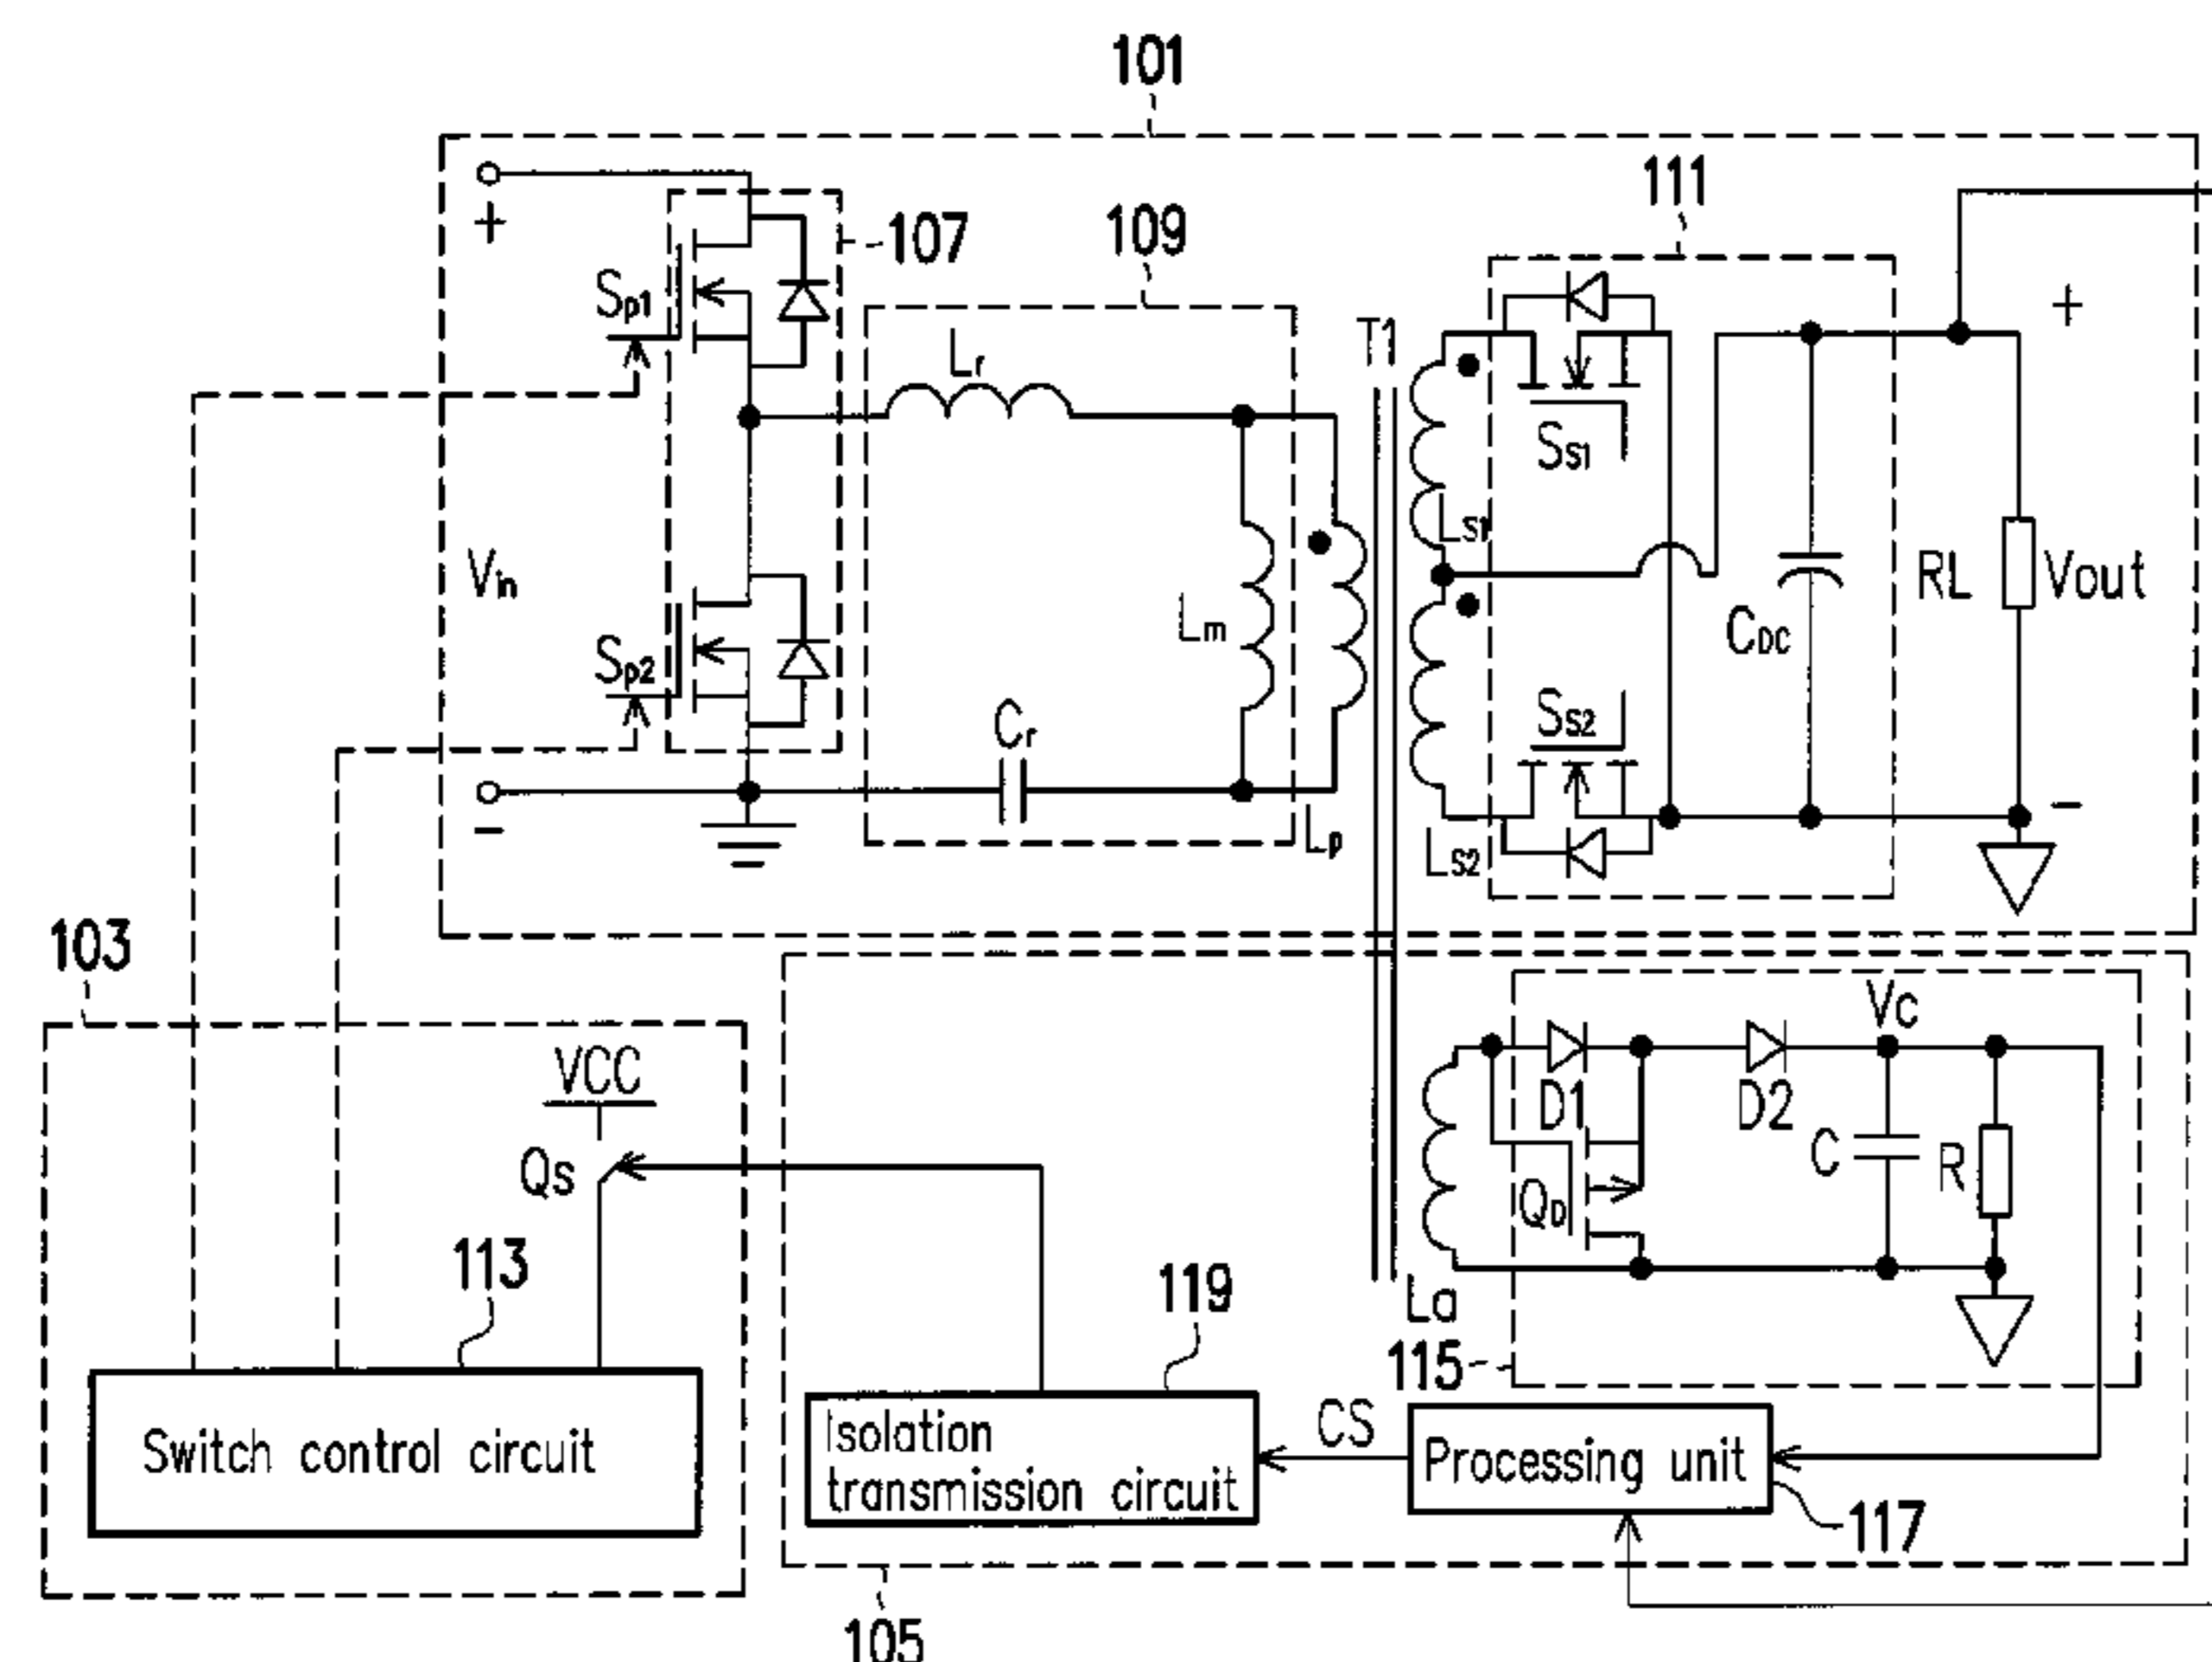 101
+
107
109
111
+
Sp1
Lr
T1
SS1
LS1
Vin
Lm
CDC
RL
Vout
Sp2
SS2
Cr
-
-
Lp
LS2
103
VCC
VC
QS
D1
D2
C
R
QD
113
119
La
115
CS
Switch control circuit
Isolation
transmission circuit
Processing unit
117
105